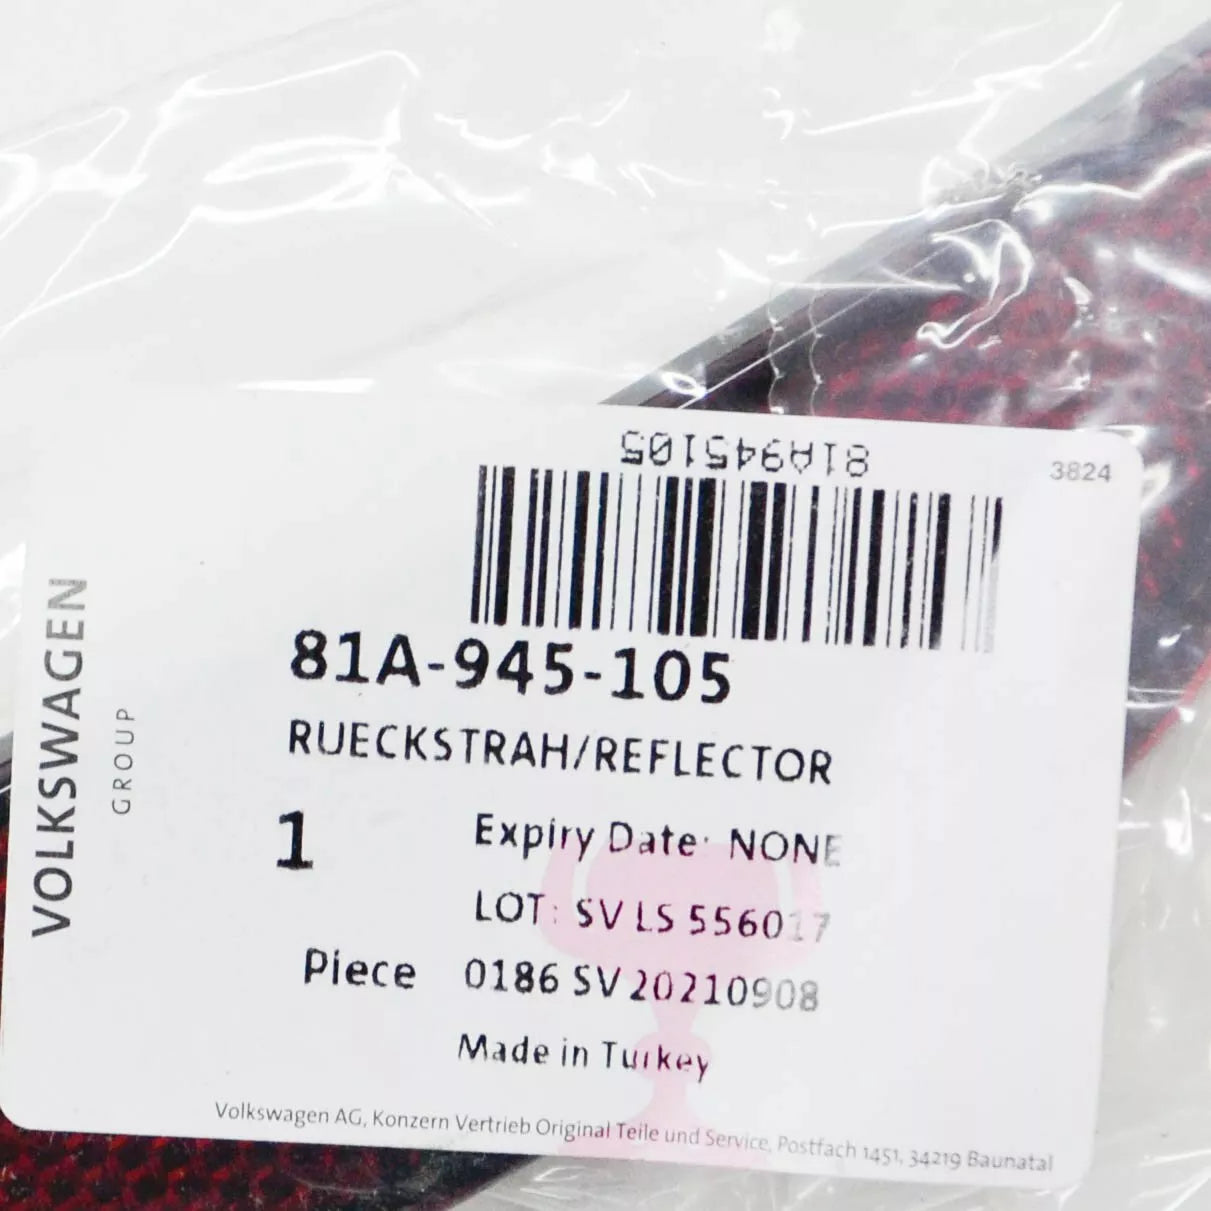 81A945105
3824
VOLKSWAGEN
GROUP
81A-945-105
RUECKSTRAH/REFLECTOR
1
Expiry Date: NONE
LOT: SV LS 556017
Piece 0186 SV 20210908
Made in Turkey
Volkswagen AG, Konzern Vertrieb Original Teile und Service, Postfach 1451, 34219 Baunatal